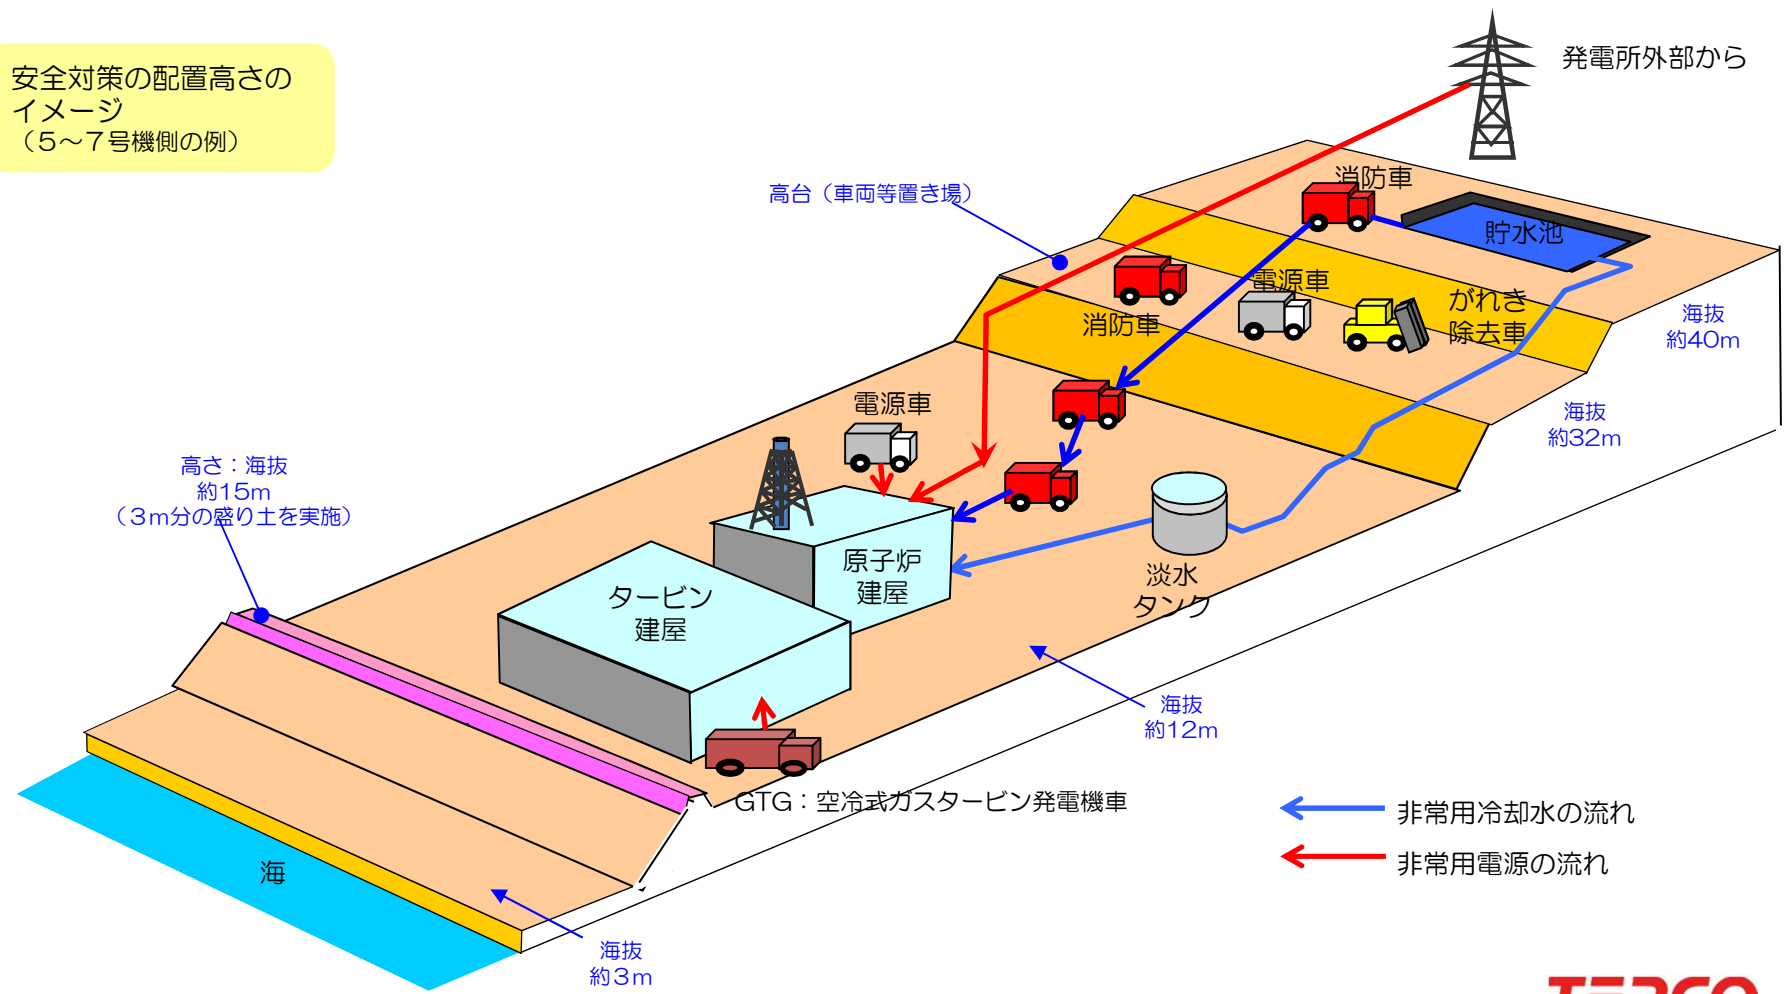 安全対策の配置高さの
イメージ
（５～７号機側の例）
発電所外部から
消防車
高台（車両等置き場）
貯水池
電源車
がれき
除去車
消防車
海抜
約40m
海抜
約32m
電源車
高さ：海抜
約15m
（３ｍ分の盛り土を実施）
原子炉
建屋
淡水
タンク
タービン
建屋
海抜
約12m
GTG：空冷式ガスタービン発電機車
非常用冷却水の流れ
非常用電源の流れ
海
海抜
約３ｍ
TEPCO